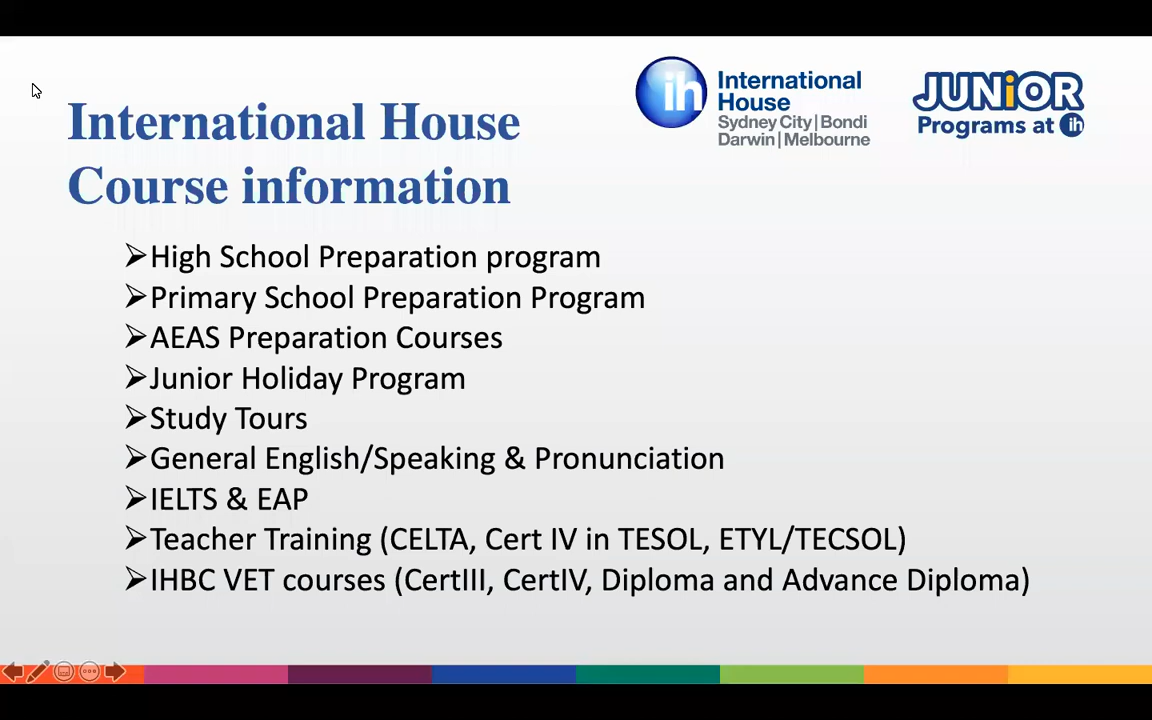 International House
Course information
ih
International
House
Sydney City|Bondi
Darwin|Melbourne
JUNiOR
Programs at ih
High School Preparation program
Primary School Preparation Program
AEAS Preparation Courses
Junior Holiday Program
Study Tours
General English/Speaking & Pronunciation
IELTS & EAP
Teacher Training (CELTA, Cert IV in TESOL, ETYL/TECSOL)
IHBC VET courses (CertIII, CertIV, Diploma and Advance Diploma)